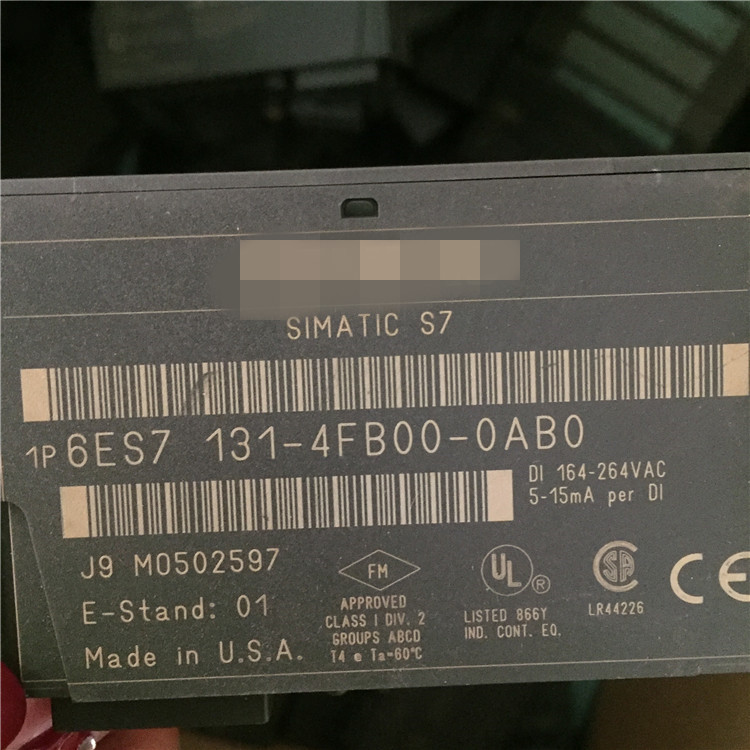 SIMATIC S7
1P 6ES7 131-4FB00-0AB0
DI 164-264VAC
5-15mA per DI
J9 M0502597
E-Stand: 01
Made in U.S.A.
FM
APPROVED
CLASS I DIV. 2
GROUPS ABCD
T4 @ Ta=60°C
UL ®
LISTED 866Y
IND. CONT. EQ.
SA
LR44226
CE